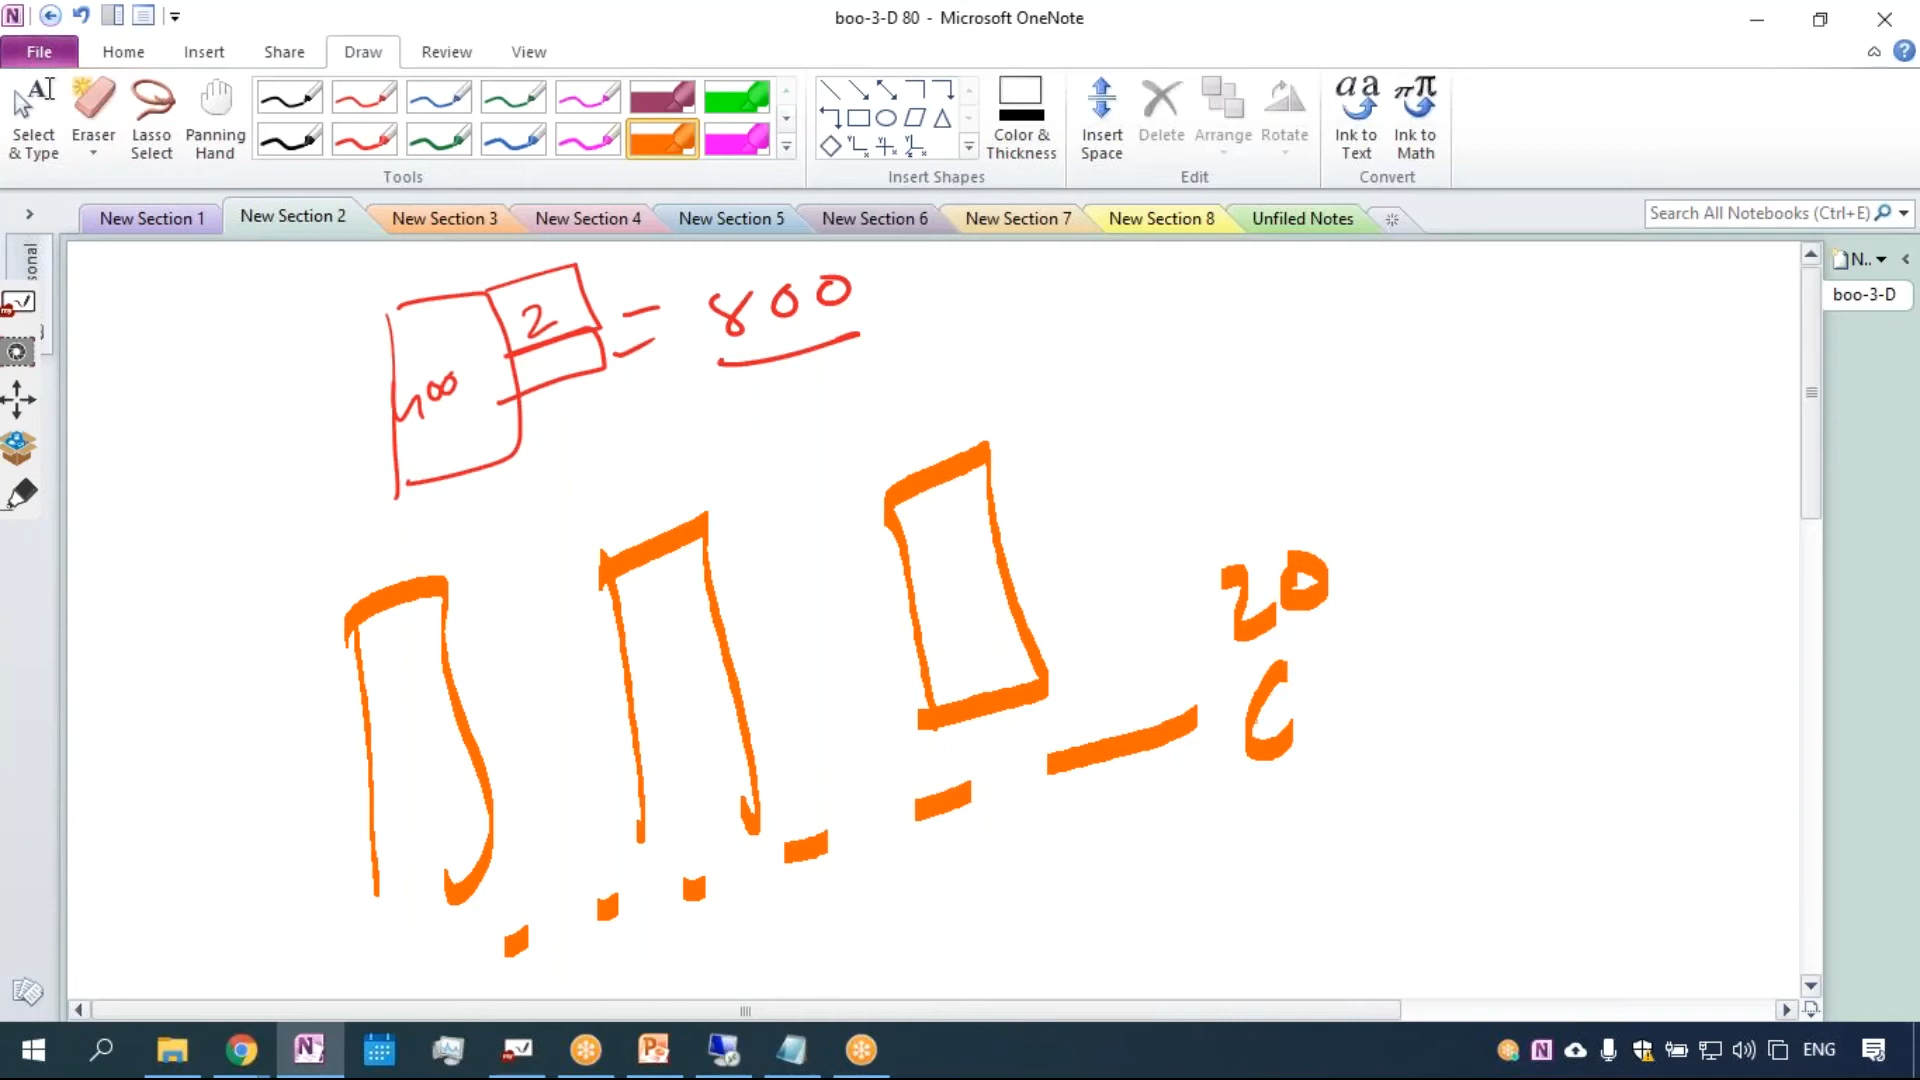 boo-3-D 80 - Microsoft OneNote
File Home Insert Share Draw Review View
Select & Type
Eraser
Lasso Select
Panning Hand
Color & Thickness
Insert Space
Delete
Arrange
Rotate
Ink to Text
Ink to Math
Tools
Insert Shapes
Edit
Convert
New Section 1 New Section 2 New Section 3 New Section 4 New Section 5 New Section 6 New Section 7 New Section 8 Unfiled Notes
Search All Notebooks (Ctrl+E)
N..
boo-3-D
sonal
2 = 800
400
20
6
ENG